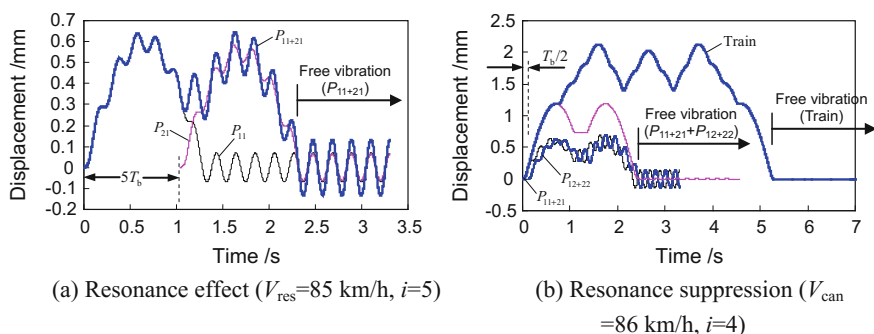 Displacement /mm
0.7
0.6
0.5
0.4
0.3
0.2
0.1
0
-0.1
-0.2
P11+21
Free vibration
(P11+21)
P21
P11
5Tb
0 0.5 1 1.5 2 2.5 3 3.5
Time /s
(a) Resonance effect (Vres=85 km/h, i=5)
Displacement /mm
2.5
2
1.5
1
0.5
0
-0.5
Tb/2
Train
Free vibration
(P11+21+P12+22)
Free vibration
(Train)
P12+22
P11+21
0 1 2 3 4 5 6 7
Time /s
(b) Resonance suppression (Vcan
=86 km/h, i=4)